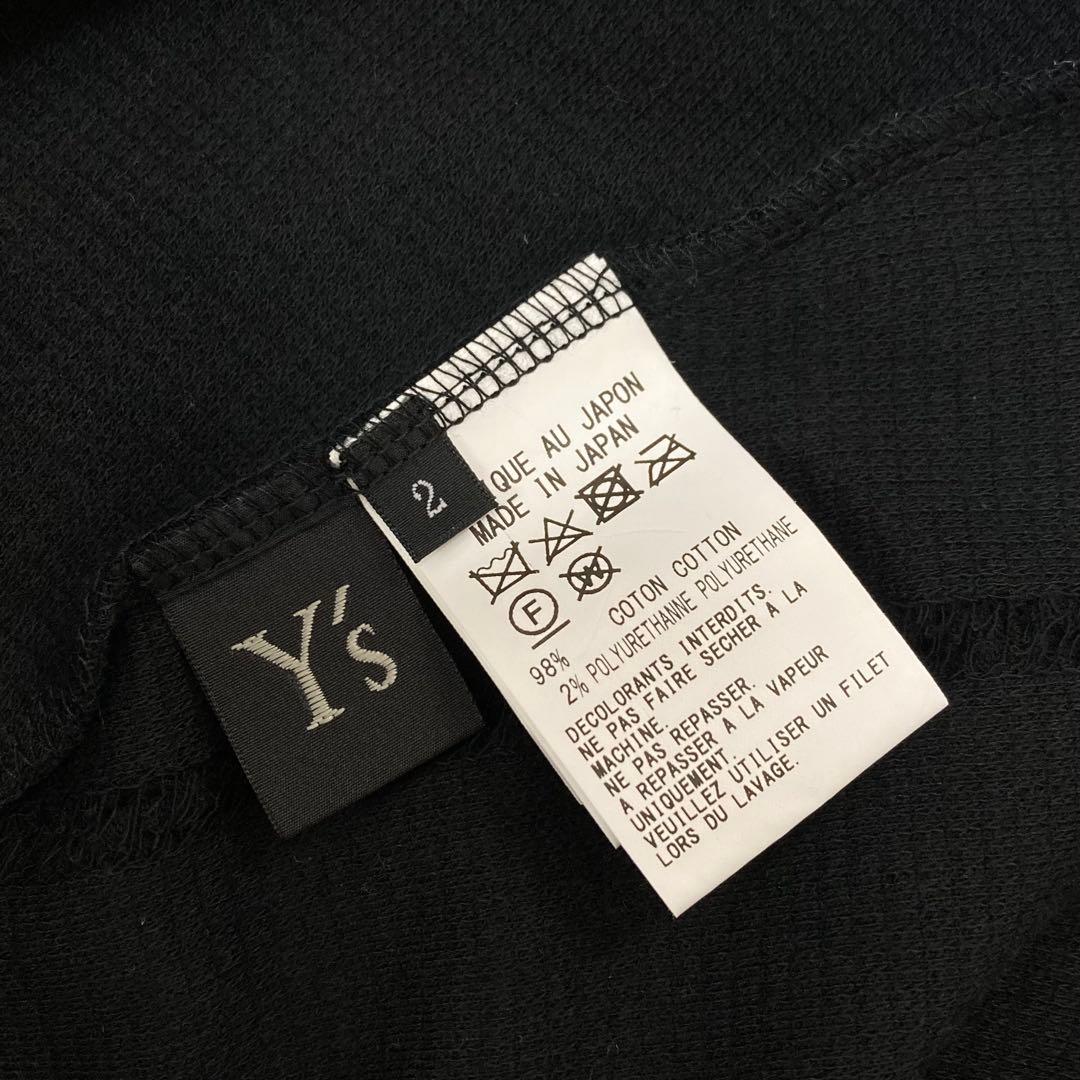 Y's
2
QUE AU JAPON
MADE IN JAPAN
F
W
98% COTON COTTON
2% POLYURETHANNE POLYURETHANE
DECOLORANTS INTERDITS.
NE PAS FAIRE SECHER À LA
MACHINE.
NE PAS REPASSER.
A REPASSER A LA VAPEUR
UNIQUEMENT.
VEUILLEZ UTILISER UN FILET
LORS DU LAVAGE.